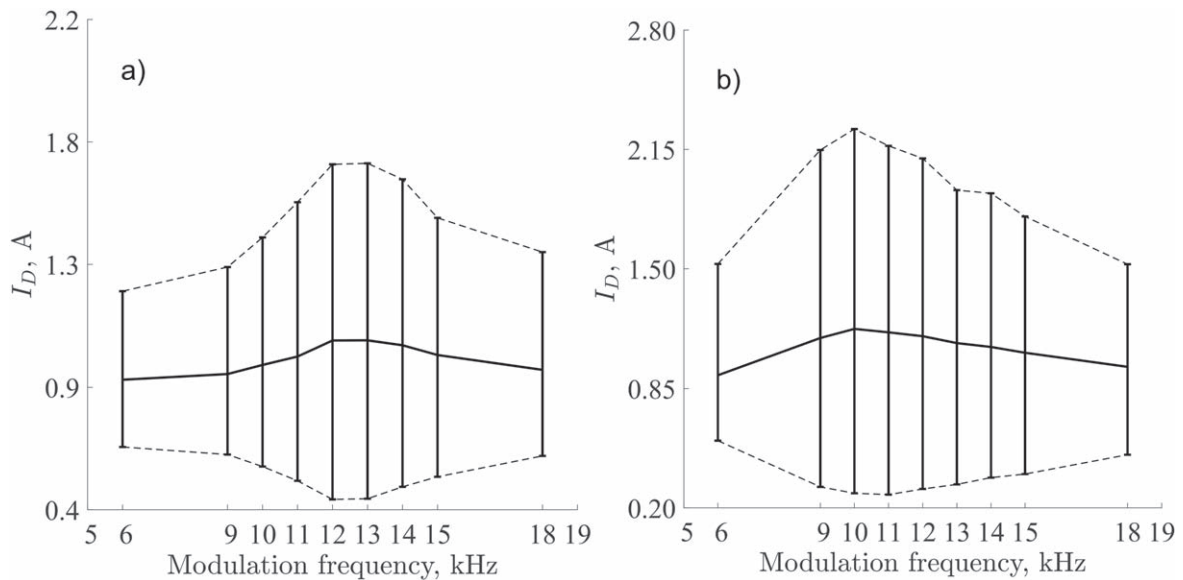 a)
2.2
1.8
1.3
0.9
0.4
I_D, A
5 6 9 10 11 12 13 14 15 18 19
Modulation frequency, kHz
b)
2.80
2.15
1.50
0.85
0.20
I_D, A
5 6 9 10 11 12 13 14 15 18 19
Modulation frequency, kHz